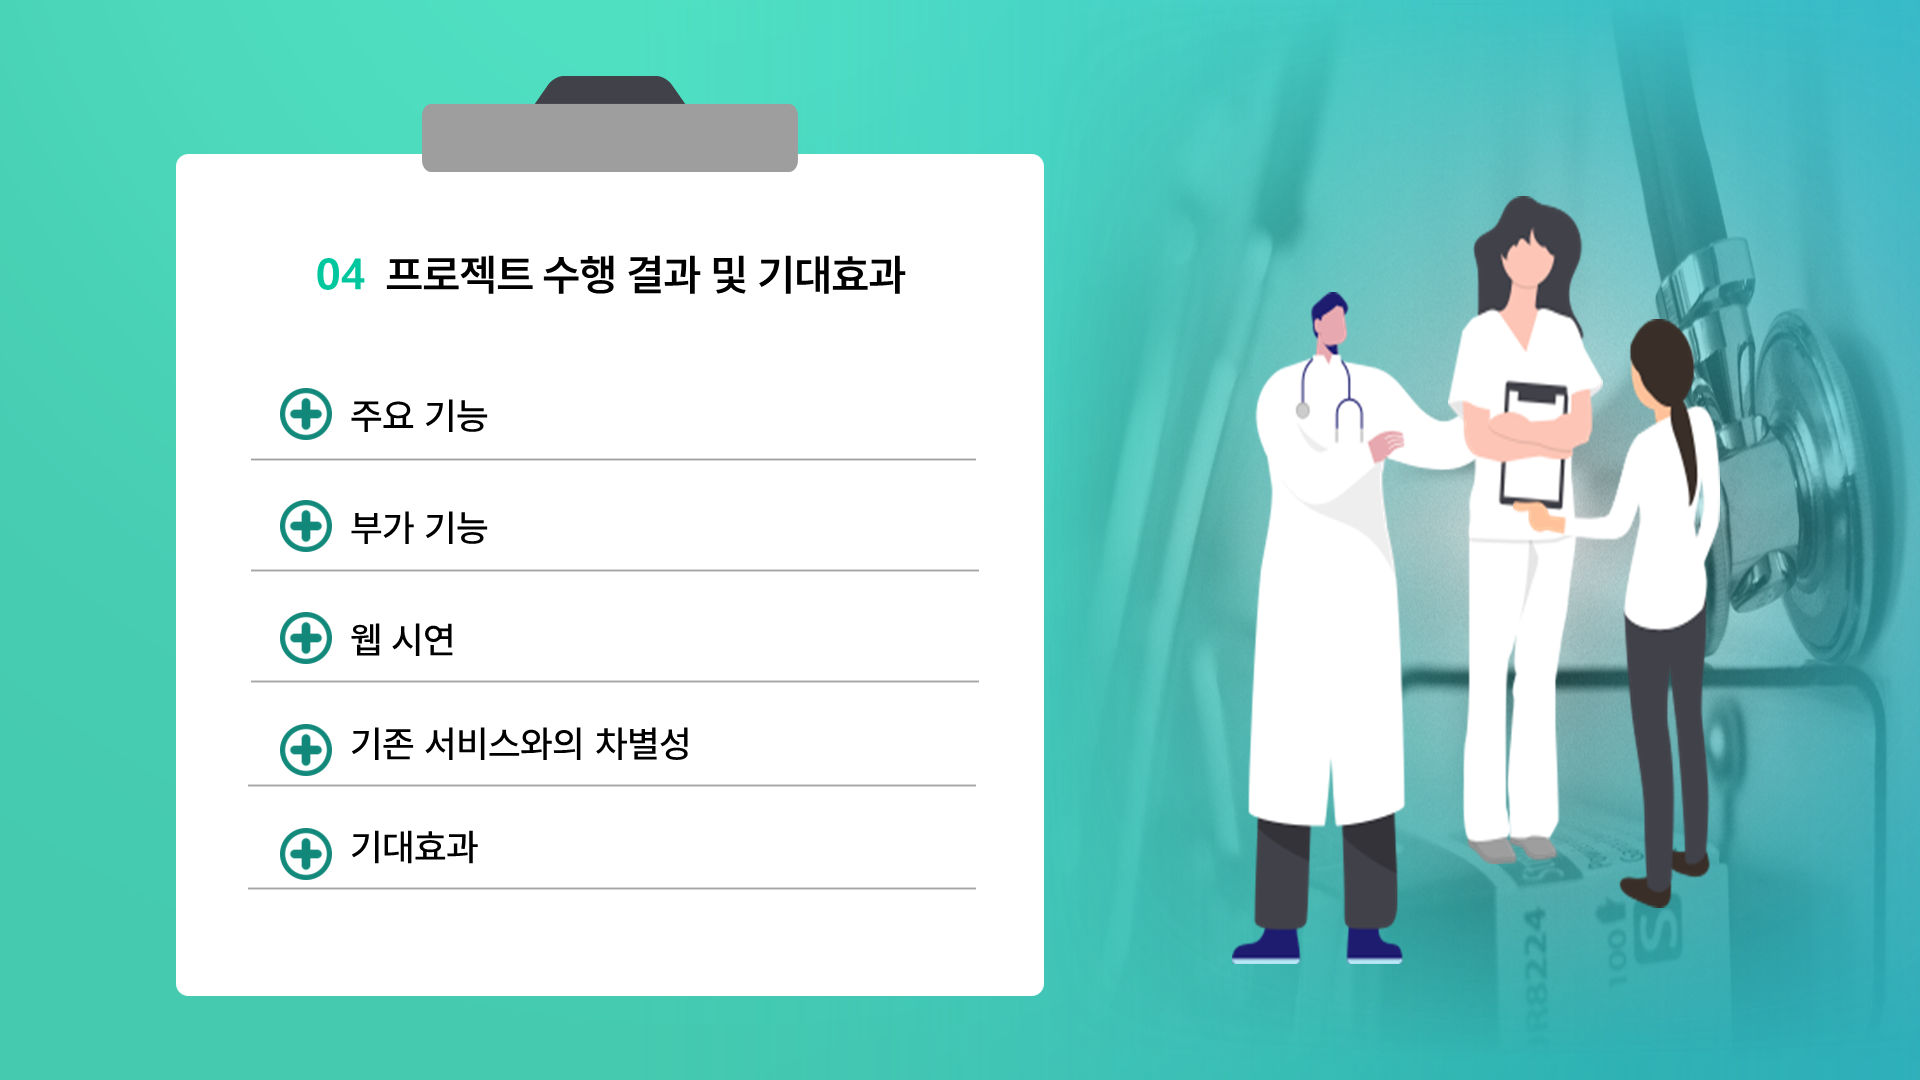 04 프로젝트 수행 결과 및 기대효과
주요 기능
부가 기능
웹 시연
기존 서비스와의 차별성
기대효과
S
100
RB224